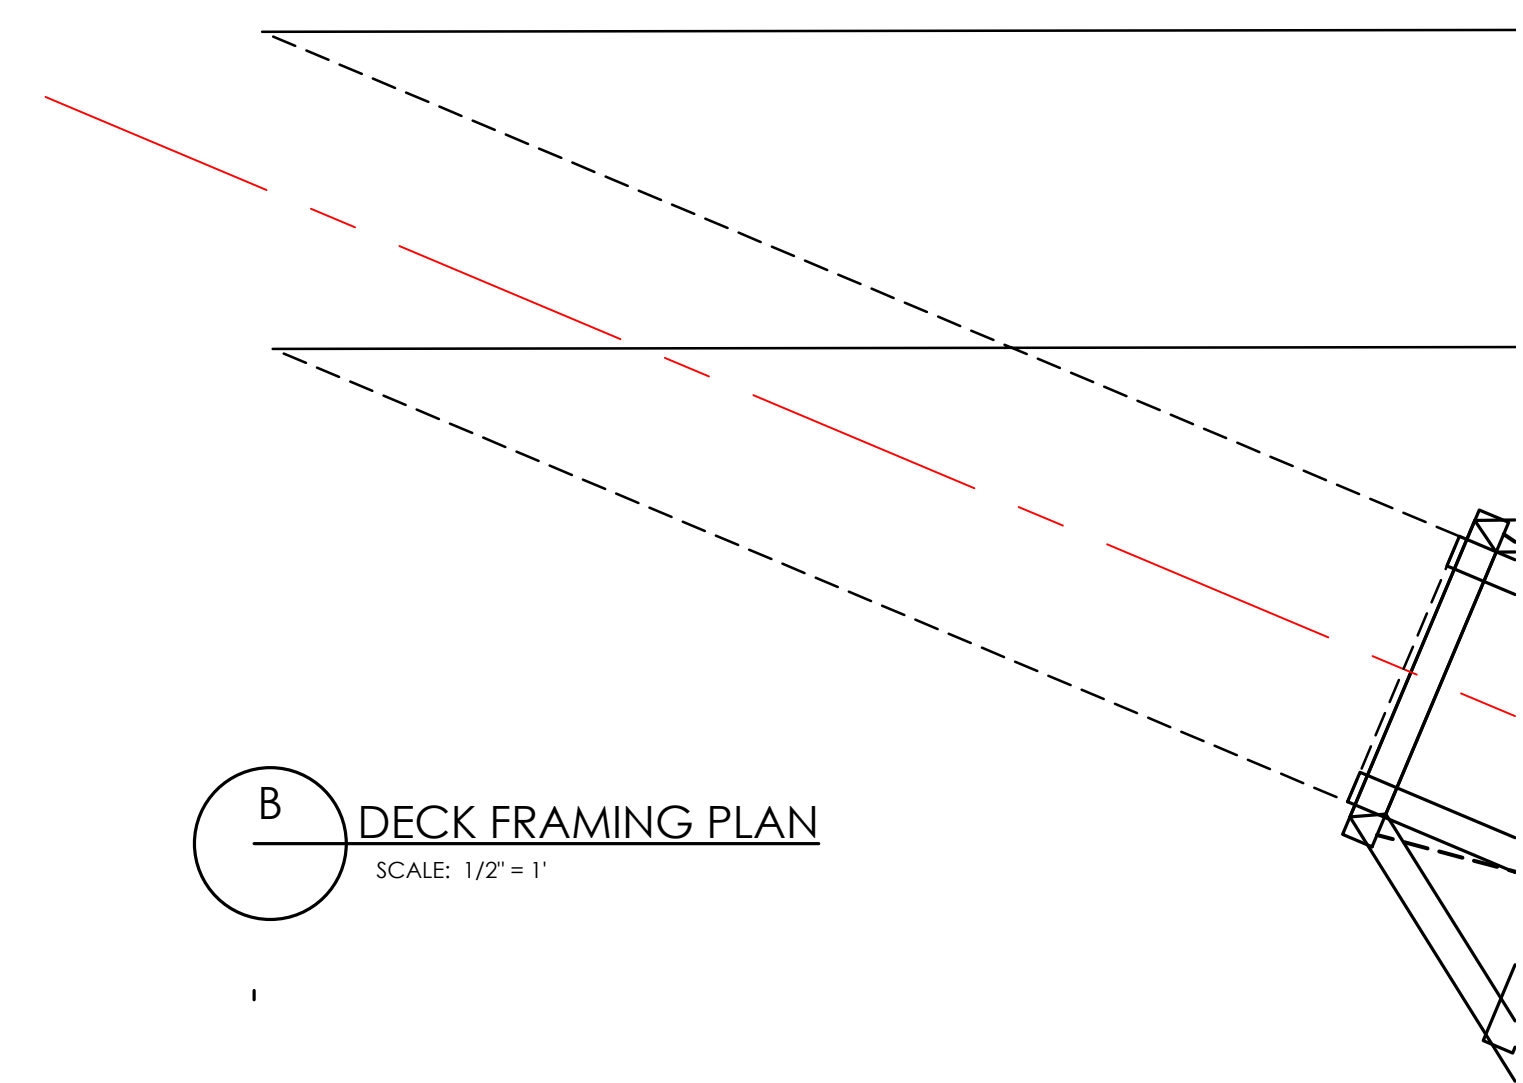 B
DECK FRAMING PLAN
SCALE: 1/2" = 1'